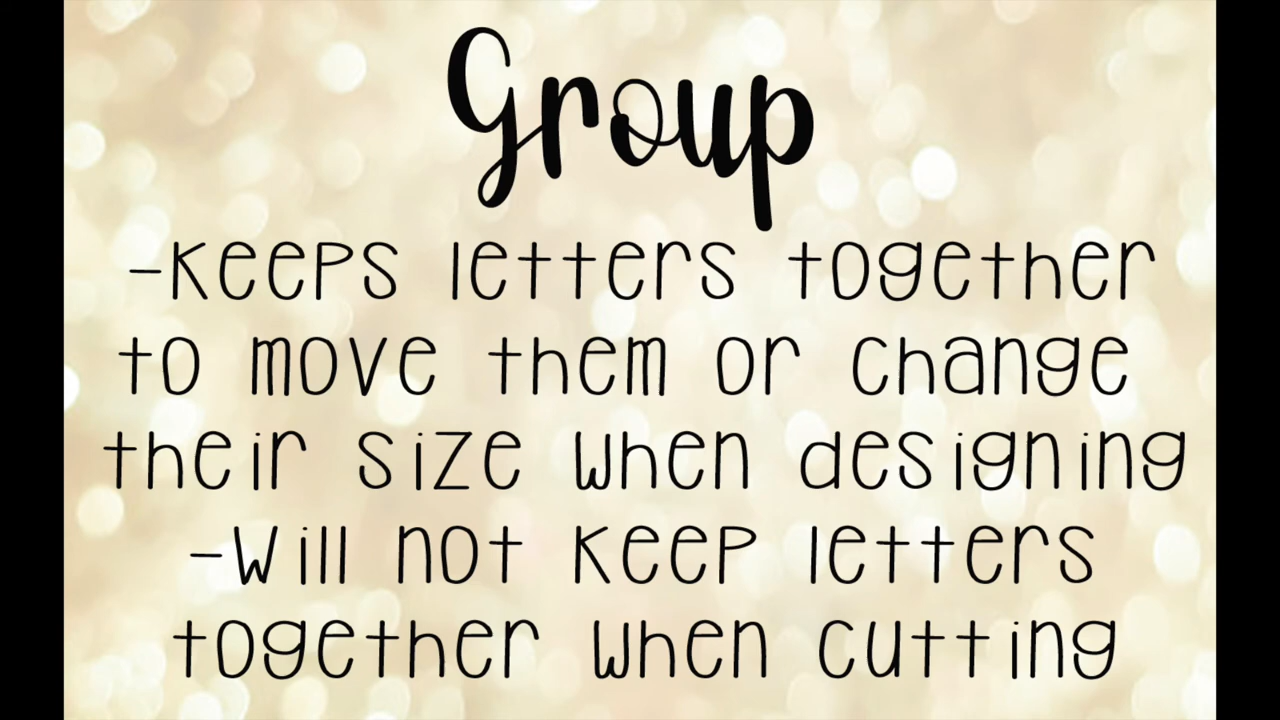 Group
-Keeps letters together
to move them or change
their size when designing
-Will not keep letters
together when cutting